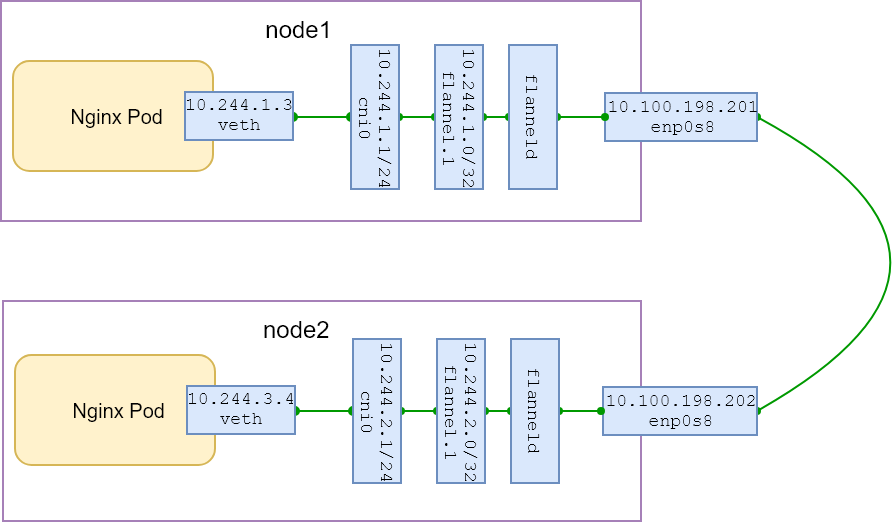 node1
Nginx Pod
10.244.1.3
veth
10.244.1.1/24
cni0
10.244.1.0/32
flannel.1
flanneld
10.100.198.201
enp0s8
node2
Nginx Pod
10.244.3.4
veth
10.244.2.1/24
cni0
10.244.2.0/32
flannel.1
flanneld
10.100.198.202
enp0s8